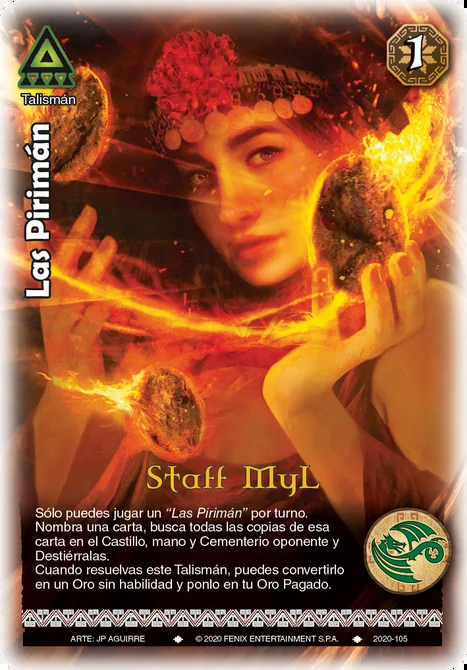 1
Talismán
Las Pirimán
Staff MyL
Sólo puedes jugar un "Las Pirimán" por turno.
Nombra una carta, busca todas las copias de esa
carta en el Castillo, mano y Cementerio oponente y
Destiérralas.
Cuando resuelvas este Talismán, puedes convertirlo
en un Oro sin habilidad y ponlo en tu Oro Pagado.
ARTE: JP AGUIRRE ◆ © 2020 FENIX ENTERTAINMENT S.P.A. ◆ 2020-105